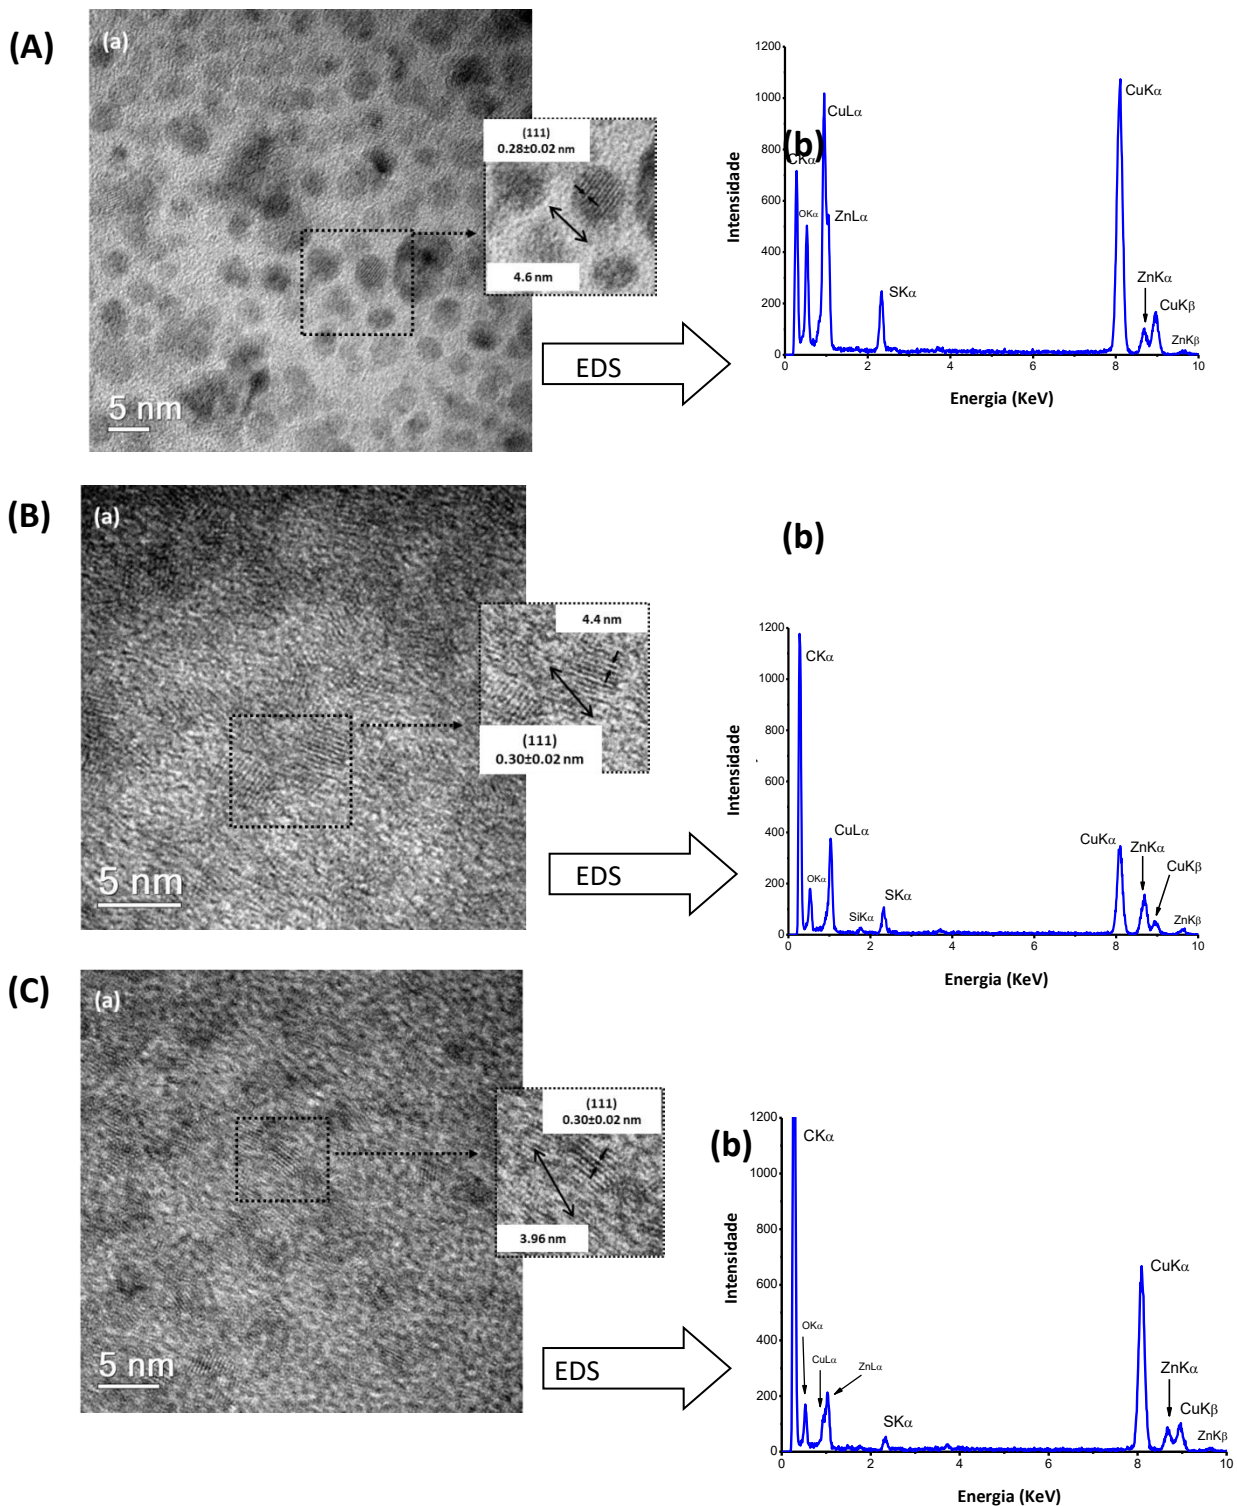 (A)
(a)
(111)
0.28±0.02 nm
4.6 nm
5 nm
EDS
(b)
1200
1000
800
600
400
200
0
Intensidade
CKα
OKα
CuLα
ZnLα
SKα
CuKα
ZnKα
CuKβ
ZnKβ
0 2 4 6 8 10
Energia (KeV)
(B)
(a)
4.4 nm
(111)
0.30±0.02 nm
5 nm
EDS
(b)
1200
1000
800
600
400
200
0
Intensidade
CKα
OKα
CuLα
SiKα
SKα
CuKα
ZnKα
CuKβ
ZnKβ
0 2 4 6 8 10
Energia (KeV)
(C)
(a)
(111)
0.30±0.02 nm
3.96 nm
5 nm
EDS
(b)
1200
1000
800
600
400
200
0
Intensidade
CKα
OKα
CuLα
ZnLα
SKα
CuKα
ZnKα
CuKβ
ZnKβ
0 2 4 6 8 10
Energia (KeV)